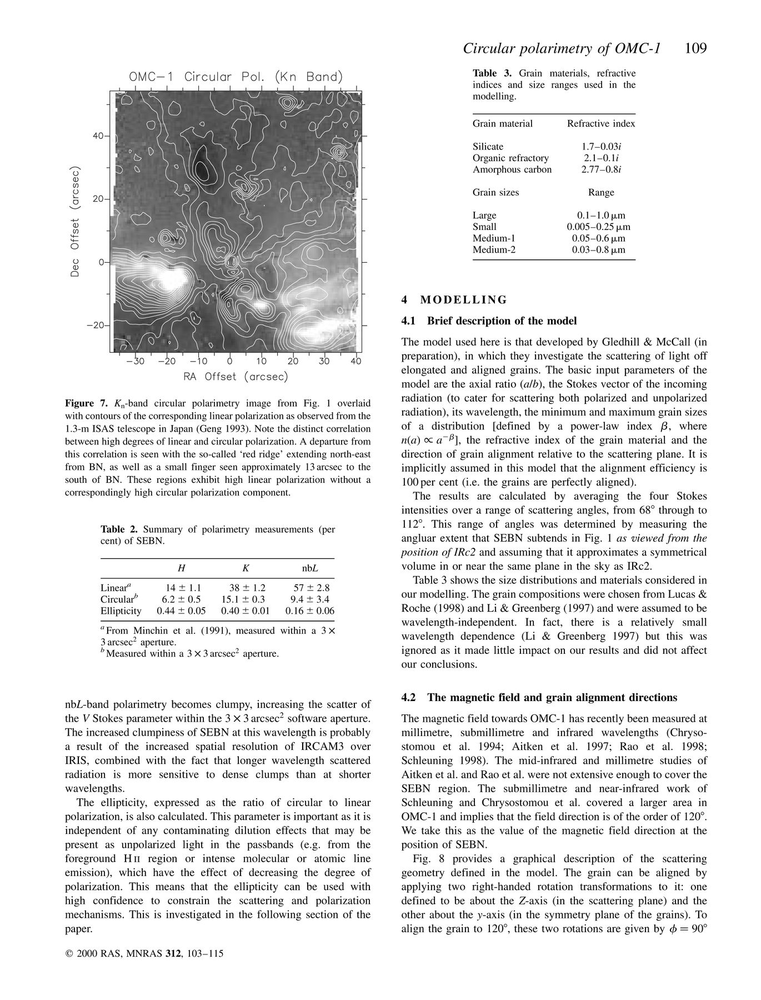 Circular polarimetry of OMC-1 109
OMC−1 Circular Pol. (Kn Band)
40
20
0
−20
Dec Offset (arcsec)
−30 −20 −10 0 10 20 30 40
RA Offset (arcsec)
Figure 7. Kn-band circular polarimetry image from Fig. 1 overlaid
with contours of the corresponding linear polarization as observed from the
1.3-m ISAS telescope in Japan (Geng 1993). Note the distinct correlation
between high degrees of linear and circular polarization. A departure from
this correlation is seen with the so-called ‘red ridge’ extending north-east
from BN, as well as a small finger seen approximately 13 arcsec to the
south of BN. These regions exhibit high linear polarization without a
correspondingly high circular polarization component.
Table 2. Summary of polarimetry measurements (per
cent) of SEBN.
H K nbL
Linear^a 14 ± 1.1 38 ± 1.2 57 ± 2.8
Circular^b 6.2 ± 0.5 15.1 ± 0.3 9.4 ± 3.4
Ellipticity 0.44 ± 0.05 0.40 ± 0.01 0.16 ± 0.06
^a From Minchin et al. (1991), measured within a 3 ×
3 arcsec² aperture.
^b Measured within a 3 × 3 arcsec² aperture.
nbL-band polarimetry becomes clumpy, increasing the scatter of
the V Stokes parameter within the 3 × 3 arcsec² software aperture.
The increased clumpiness of SEBN at this wavelength is probably
a result of the increased spatial resolution of IRCAM3 over
IRIS, combined with the fact that longer wavelength scattered
radiation is more sensitive to dense clumps than at shorter
wavelengths.
The ellipticity, expressed as the ratio of circular to linear
polarization, is also calculated. This parameter is important as it is
independent of any contaminating dilution effects that may be
present as unpolarized light in the passbands (e.g. from the
foreground H II region or intense molecular or atomic line
emission), which have the effect of decreasing the degree of
polarization. This means that the ellipticity can be used with
high confidence to constrain the scattering and polarization
mechanisms. This is investigated in the following section of the
paper.
© 2000 RAS, MNRAS 312, 103–115
Table 3. Grain materials, refractive
indices and size ranges used in the
modelling.
Grain material Refractive index
Silicate 1.7–0.03i
Organic refractory 2.1–0.1i
Amorphous carbon 2.77–0.8i
Grain sizes Range
Large 0.1–1.0 μm
Small 0.005–0.25 μm
Medium-1 0.05–0.6 μm
Medium-2 0.03–0.8 μm
4 MODELLING
4.1 Brief description of the model
The model used here is that developed by Gledhill & McCall (in
preparation), in which they investigate the scattering of light off
elongated and aligned grains. The basic input parameters of the
model are the axial ratio (a/b), the Stokes vector of the incoming
radiation (to cater for scattering both polarized and unpolarized
radiation), its wavelength, the minimum and maximum grain sizes
of a distribution [defined by a power-law index β, where
n(a) ∝ a^−β], the refractive index of the grain material and the
direction of grain alignment relative to the scattering plane. It is
implicitly assumed in this model that the alignment efficiency is
100 per cent (i.e. the grains are perfectly aligned).
The results are calculated by averaging the four Stokes
intensities over a range of scattering angles, from 68° through to
112°. This range of angles was determined by measuring the
angluar extent that SEBN subtends in Fig. 1 as viewed from the
position of IRc2 and assuming that it approximates a symmetrical
volume in or near the same plane in the sky as IRc2.
Table 3 shows the size distributions and materials considered in
our modelling. The grain compositions were chosen from Lucas &
Roche (1998) and Li & Greenberg (1997) and were assumed to be
wavelength-independent. In fact, there is a relatively small
wavelength dependence (Li & Greenberg 1997) but this was
ignored as it made little impact on our results and did not affect
our conclusions.
4.2 The magnetic field and grain alignment directions
The magnetic field towards OMC-1 has recently been measured at
millimetre, submillimetre and infrared wavelengths (Chryso-
stomou et al. 1994; Aitken et al. 1997; Rao et al. 1998;
Schleuning 1998). The mid-infrared and millimetre studies of
Aitken et al. and Rao et al. were not extensive enough to cover the
SEBN region. The submillimetre and near-infrared work of
Schleuning and Chrysostomou et al. covered a larger area in
OMC-1 and implies that the field direction is of the order of 120°.
We take this as the value of the magnetic field direction at the
position of SEBN.
Fig. 8 provides a graphical description of the scattering
geometry defined in the model. The grain can be aligned by
applying two right-handed rotation transformations to it: one
defined to be about the Z-axis (in the scattering plane) and the
other about the y-axis (in the symmetry plane of the grains). To
align the grain to 120°, these two rotations are given by ϕ = 90°